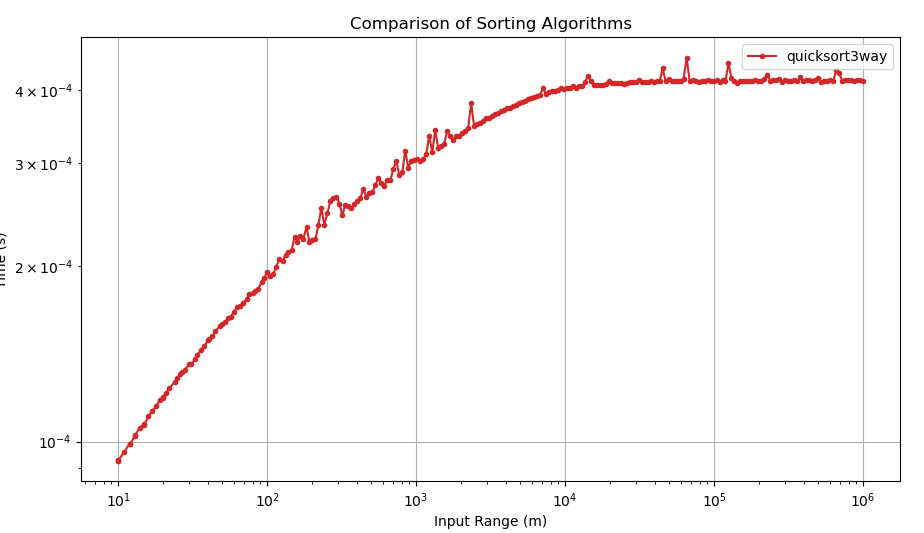 Comparison of Sorting Algorithms
quicksort3way
4 × 10⁻⁴
3 × 10⁻⁴
2 × 10⁻⁴
10⁻⁴
Time (s)
10¹ 10² 10³ 10⁴ 10⁵ 10⁶
Input Range (m)